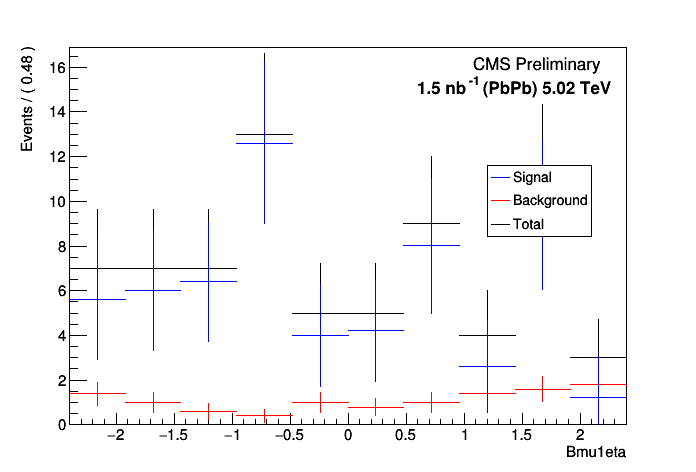 CMS Preliminary
1.5 nb-1 (PbPb) 5.02 TeV
Events / ( 0.48 )
16
14
12
10
8
6
4
2
0
Signal
Background
Total
−2 −1.5 −1 −0.5 0 0.5 1 1.5 2
Bmu1eta